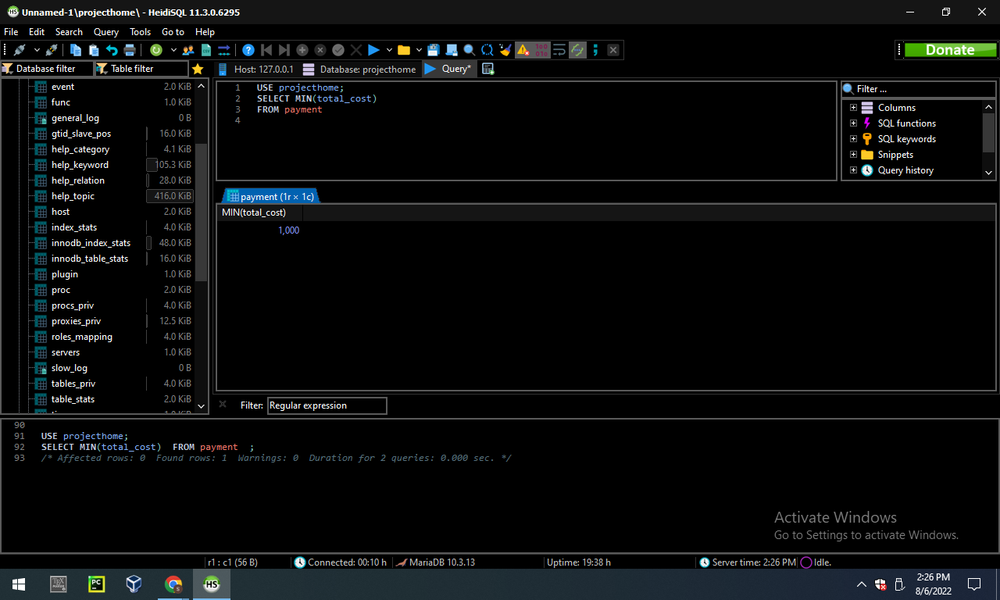 Unnamed-1\projecthome\ - HeidiSQL 11.3.0.6295
File Edit Search Query Tools Go to Help
Donate
Database filter Table filter
Host: 127.0.0.1 Database: projecthome Query*
event 2.0 KiB
func 1.0 KiB
general_log 0 B
gtid_slave_pos 16.0 KiB
help_category 4.1 KiB
help_keyword 105.3 KiB
help_relation 28.0 KiB
help_topic 416.0 KiB
host 2.0 KiB
index_stats 4.0 KiB
innodb_index_stats 48.0 KiB
innodb_table_stats 16.0 KiB
plugin 1.0 KiB
proc 2.0 KiB
procs_priv 4.0 KiB
proxies_priv 12.5 KiB
roles_mapping 4.0 KiB
servers 1.0 KiB
slow_log 0 B
tables_priv 4.0 KiB
table_stats 2.0 KiB
1 USE projecthome;
2 SELECT MIN(total_cost)
3 FROM payment
4
Filter ...
Columns
SQL functions
SQL keywords
Snippets
Query history
payment (1r × 1c)
MIN(total_cost)
1,000
Filter: Regular expression
90
91 USE projecthome;
92 SELECT MIN(total_cost)  FROM payment  ;
93 /* Affected rows: 0  Found rows: 1  Warnings: 0  Duration for 2 queries: 0.000 sec. */
Activate Windows
Go to Settings to activate Windows.
r1 : c1 (56 B) Connected: 00:10 h MariaDB 10.3.13 Uptime: 19:38 h Server time: 2:26 PM Idle.
2:26 PM
8/6/2022